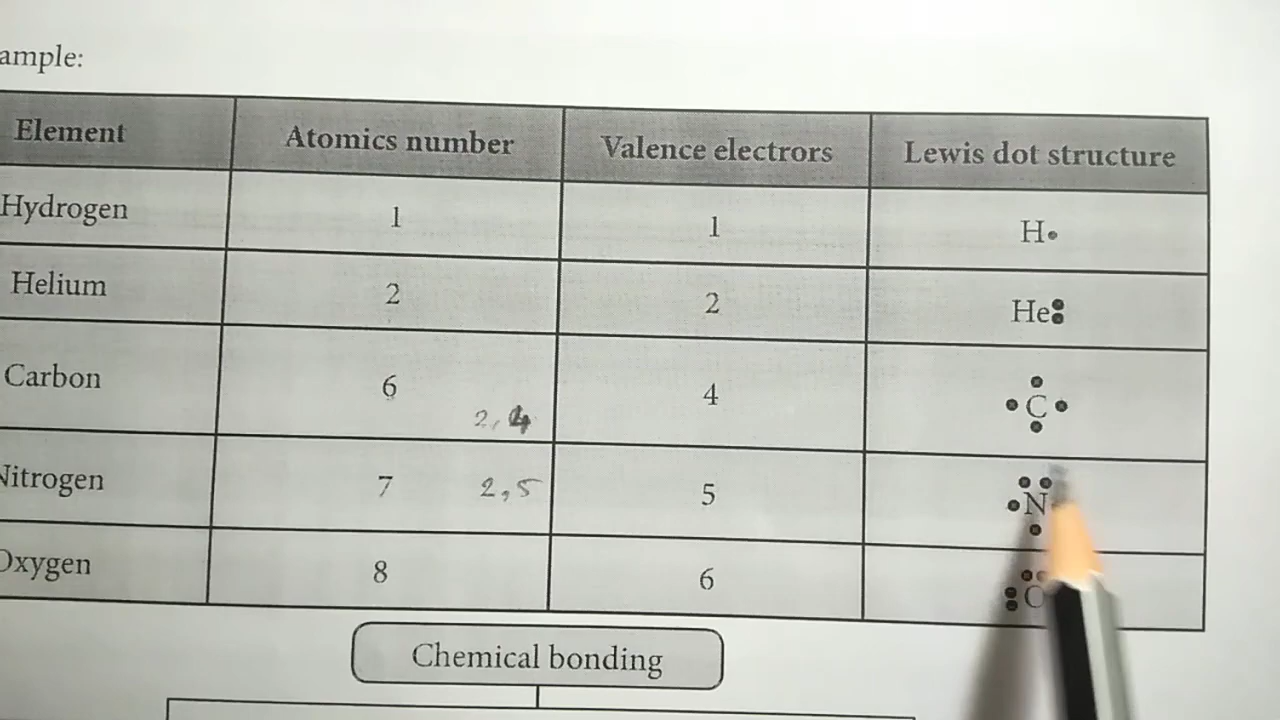 ample:
Element Atomics number Valence electrors Lewis dot structure
Hydrogen 1 1 H
Helium 2 2 He
Carbon 6 2,4 4 C
Nitrogen 7 2,5 5 N
Oxygen 8 6 O
Chemical bonding